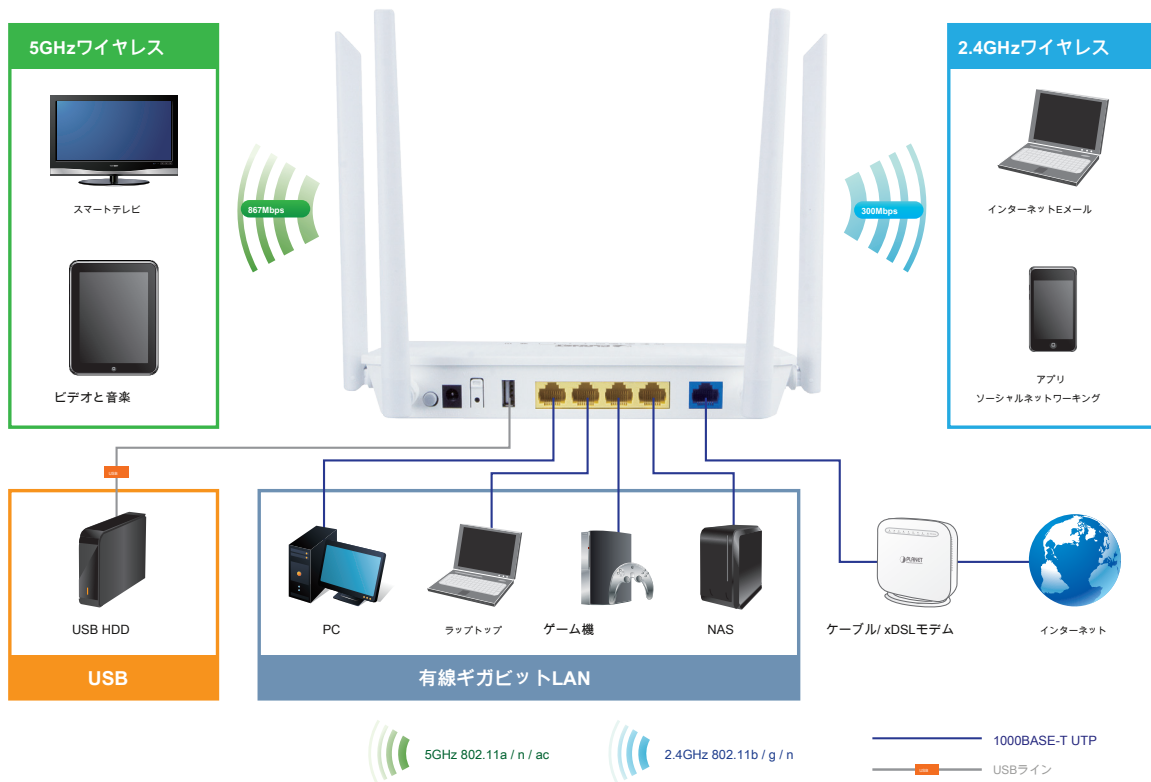 5GHzワイヤレス
2.4GHzワイヤレス
867Mbps
300Mbps
スマートテレビ
インターネットEメール
ビデオと音楽
アプリ
ソーシャルネットワーキング
USB
USB HDD
PC
ラップトップ
ゲーム機
NAS
PLANET
ケーブル/ xDSLモデム
インターネット
USB
有線ギガビットLAN
5GHz 802.11a / n / ac
2.4GHz 802.11b / g / n
1000BASE-T UTP
USB
USBライン